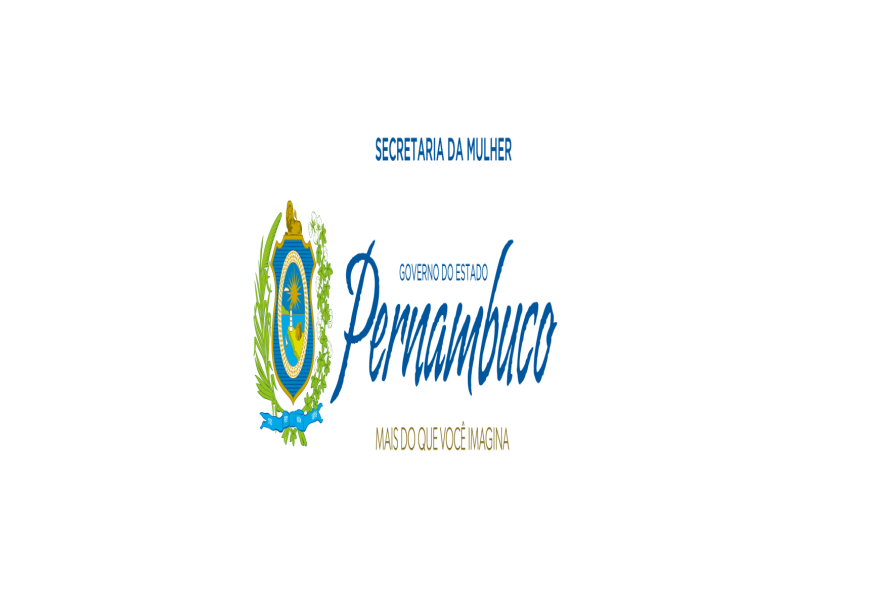 SECRETARIA DA MULHER
GOVERNO DO ESTADO
Pernambuco
MAIS DO QUE VOCÊ IMAGINA